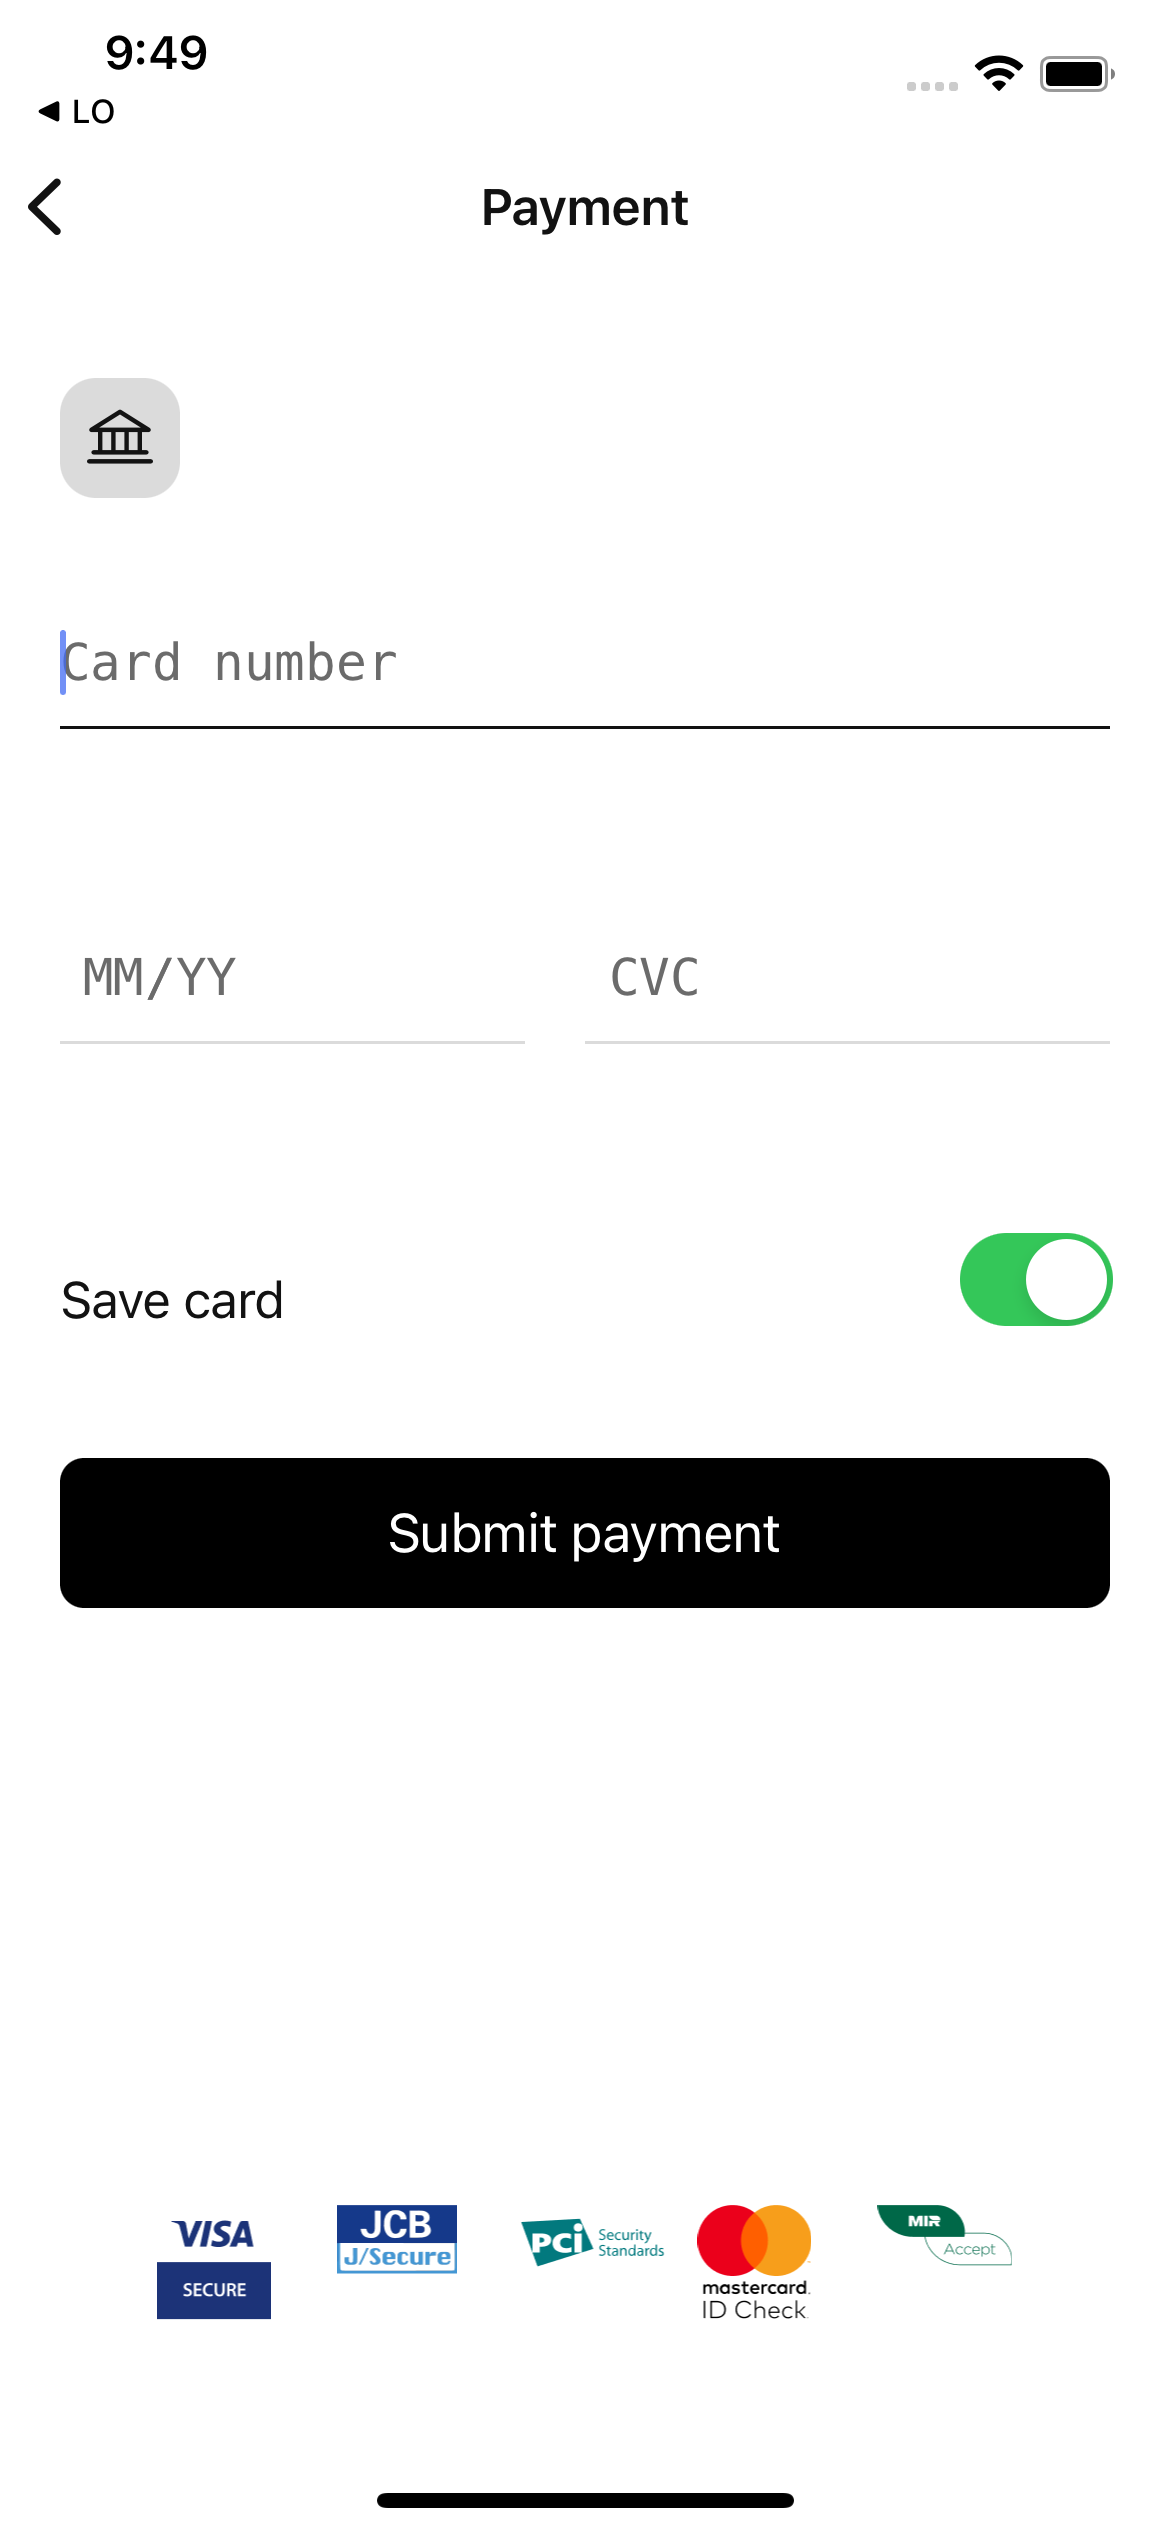 9:49
LO
Payment
Card number
MM/YY CVC
Save card
Submit payment
VISA
SECURE
JCB
J/Secure
PCi Security
Standards
mastercard.
ID Check
MIR
Accept